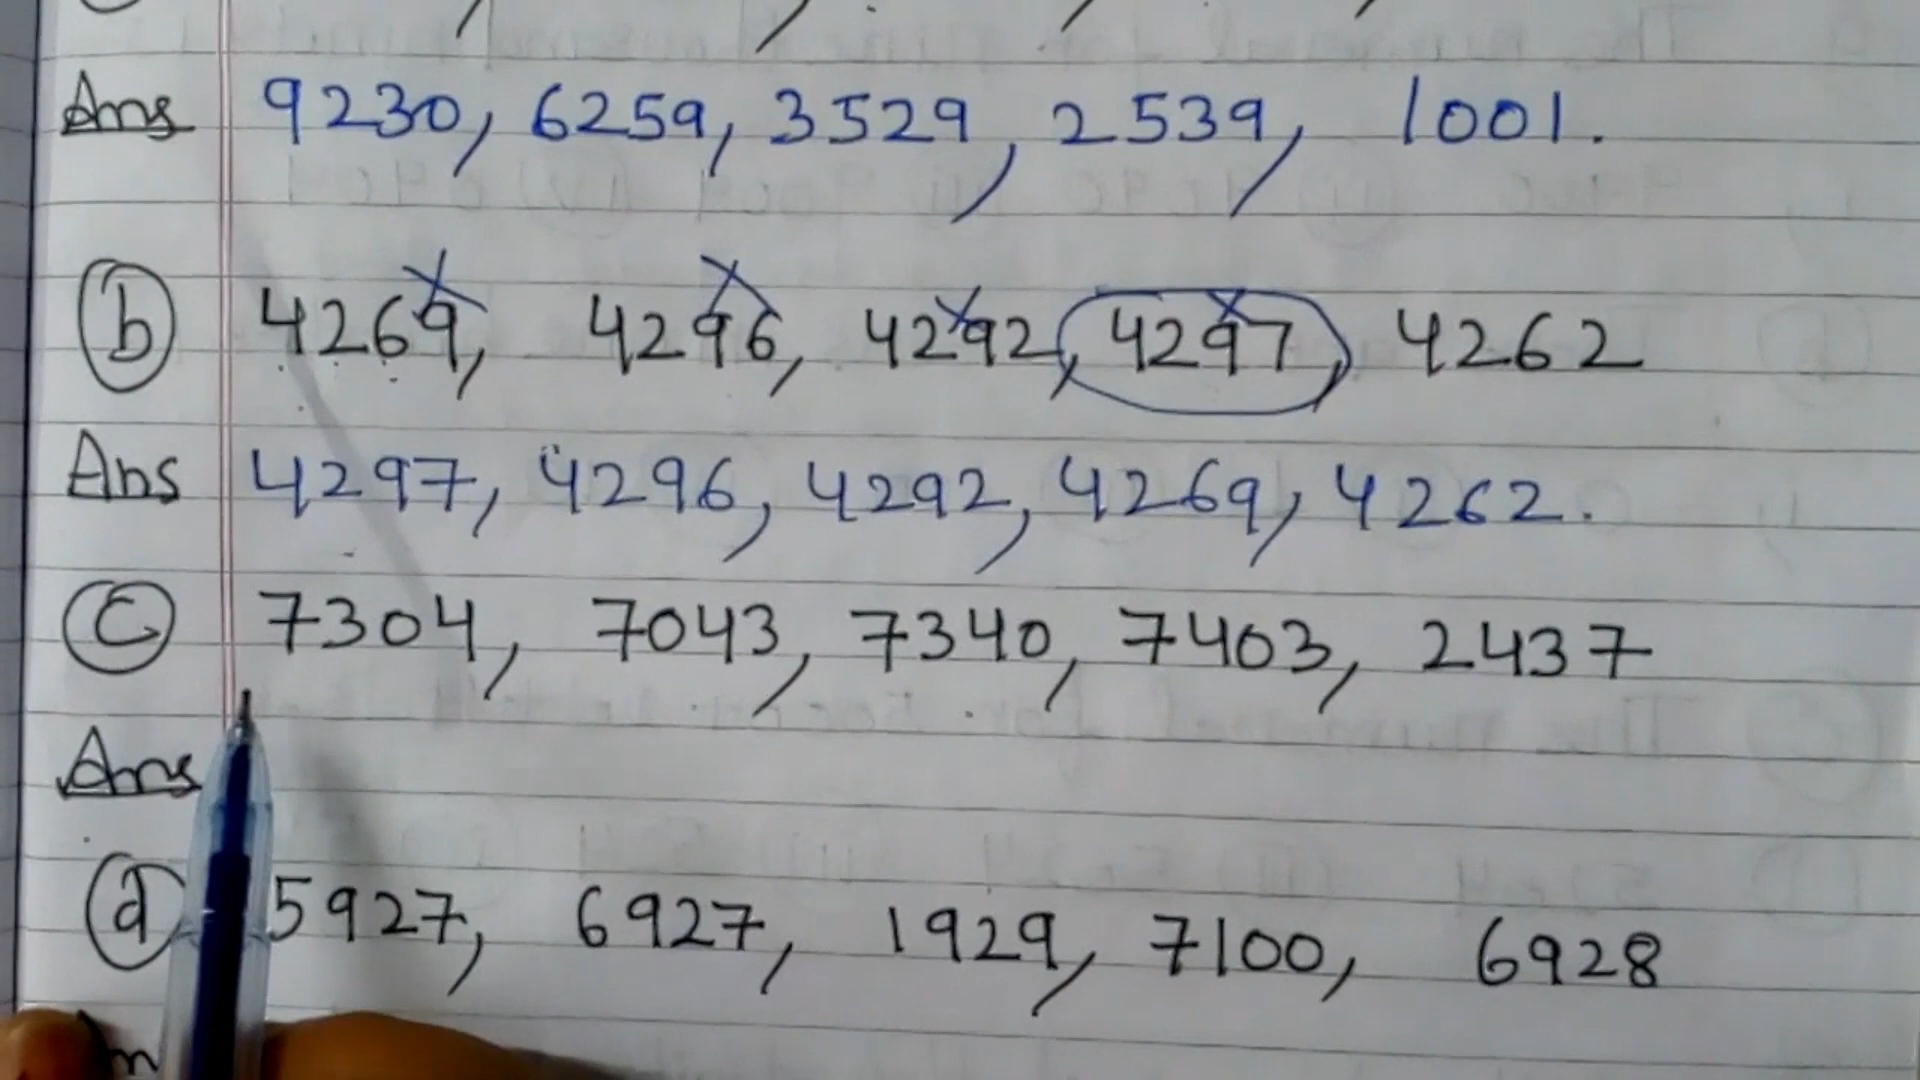 Ans 9230, 6259, 3529, 2539, 1001.
b 4269, 4296, 4292, 4297, 4262
Ans 4297, 4296, 4292, 4269, 4262.
c 7304, 7043, 7340, 7403, 2437
Ans
d 5927, 6927, 1929, 7100, 6928